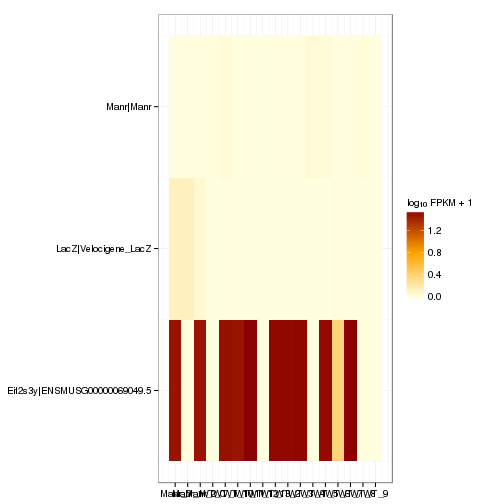 Manr|Manr
LacZ|Velocigene_LacZ
Eif2s3y|ENSMUSG00000069049.5
log₁₀ FPKM + 1
1.2
0.8
0.4
0.0